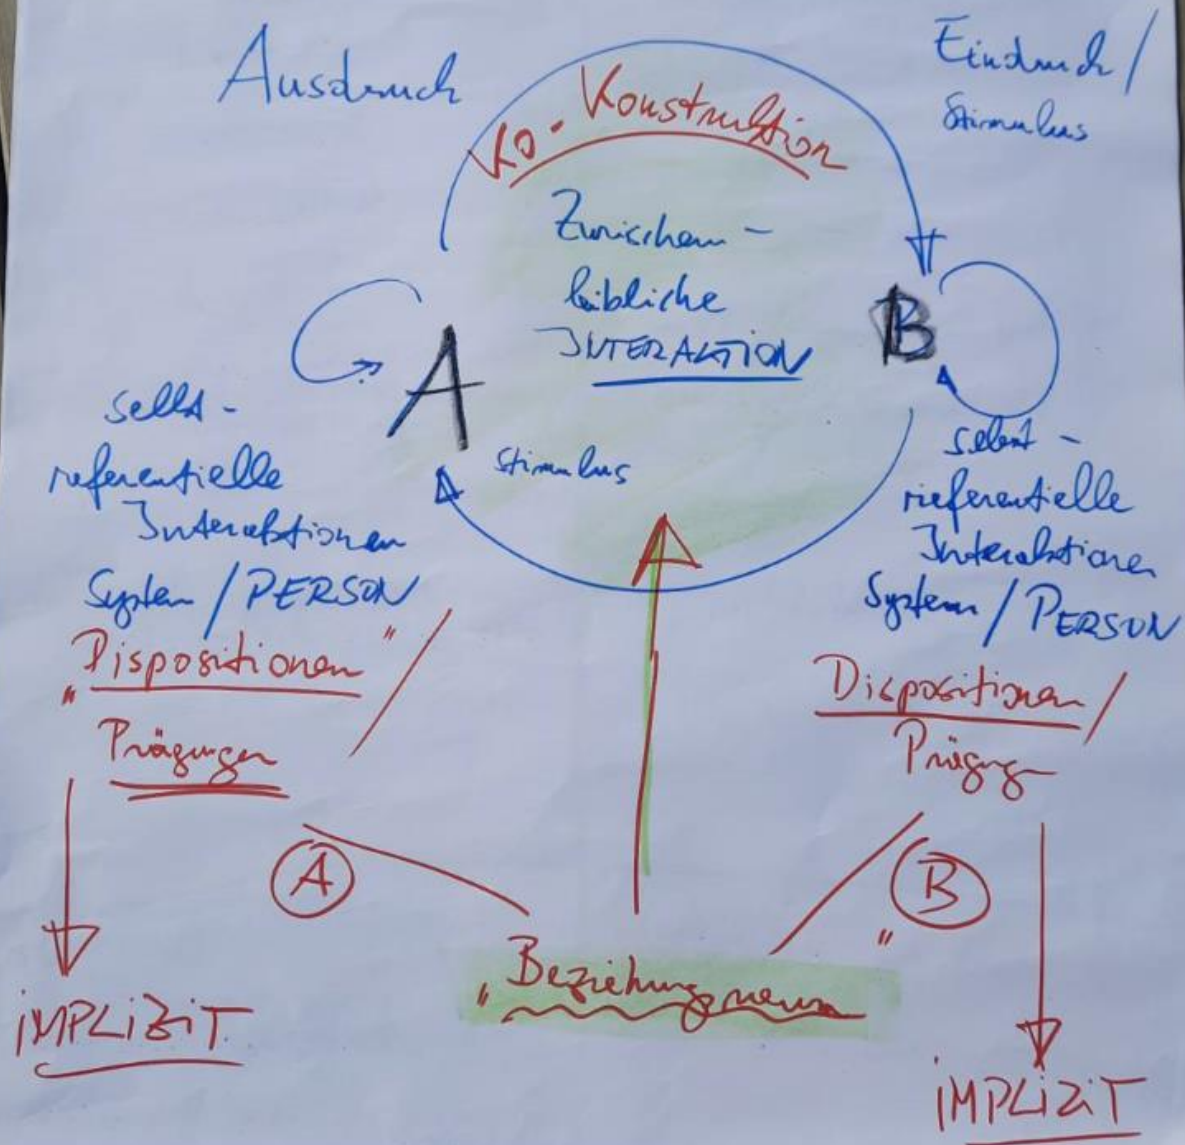 Ausdruck
Eindruck /
Stimulus
Ko-Konstruktion
Zwischen-
leibliche
INTERAKTION
A
B
Stimulus
selbst-
referentielle
Interaktionen
System / PERSON
"Dispositionen" /
Prägungen
selbst-
referentielle
Interaktionen
System / PERSON
Dispositionen /
Prägung
A
B
"Beziehungs
"
iMPLiZiT
iMPLiZiT